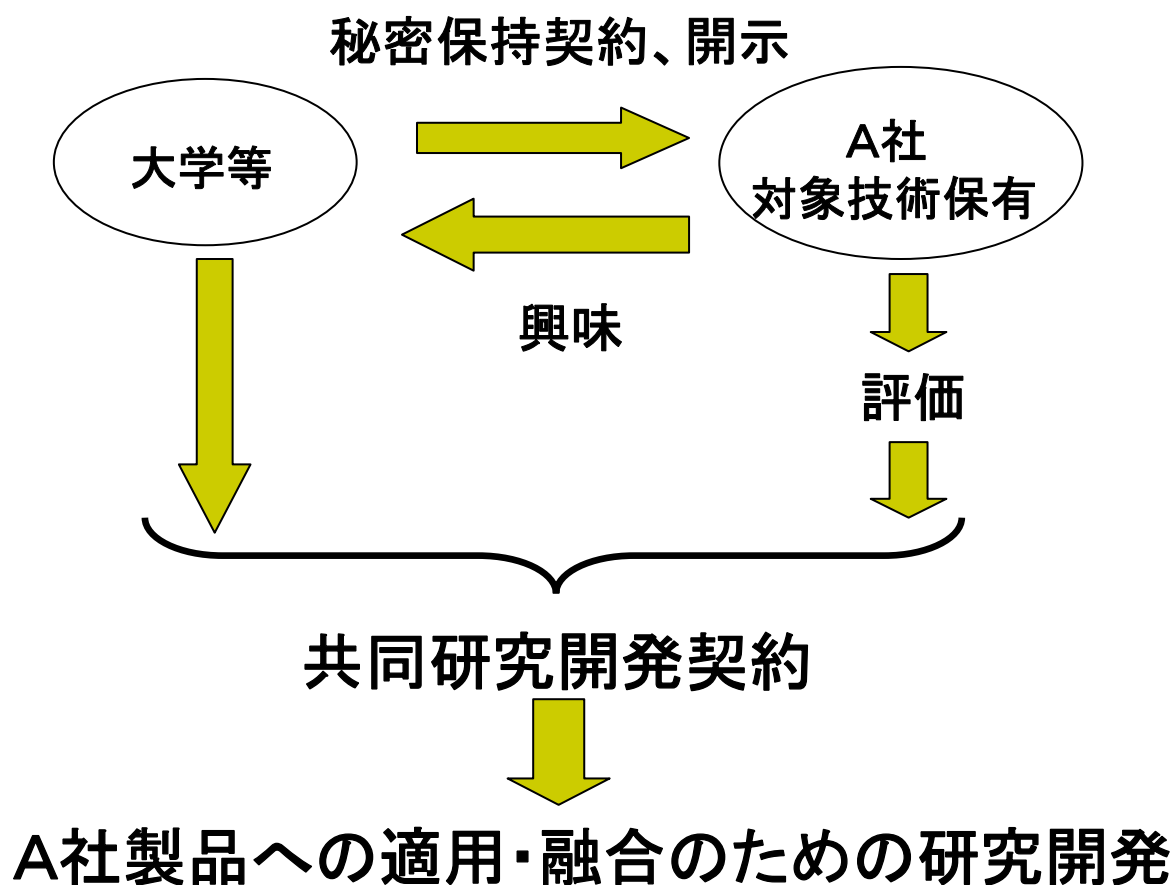 秘密保持契約、開示
大学等
A社
対象技術保有
興味
評価
共同研究開発契約
A社製品への適用・融合のための研究開発